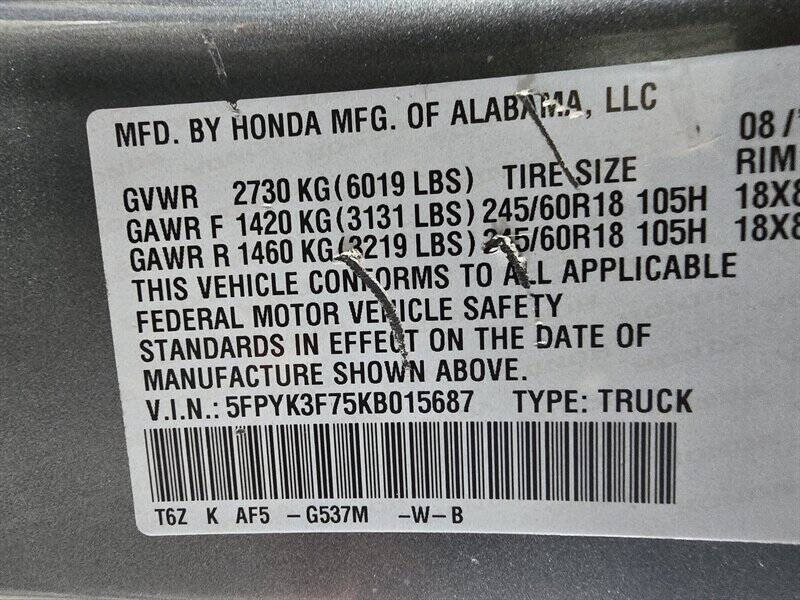 MFD. BY HONDA MFG. OF ALABAMA, LLC 08/
GVWR 2730 KG (6019 LBS) TIRE SIZE RIM
GAWR F 1420 KG (3131 LBS) 245/60R18 105H 18X8
GAWR R 1460 KG (3219 LBS) 245/60R18 105H 18X8
THIS VEHICLE CONFORMS TO ALL APPLICABLE
FEDERAL MOTOR VEHICLE SAFETY
STANDARDS IN EFFECT ON THE DATE OF
MANUFACTURE SHOWN ABOVE.
V.I.N.: 5FPYK3F75KB015687 TYPE: TRUCK
T6Z K AF5 -G537M -W-B